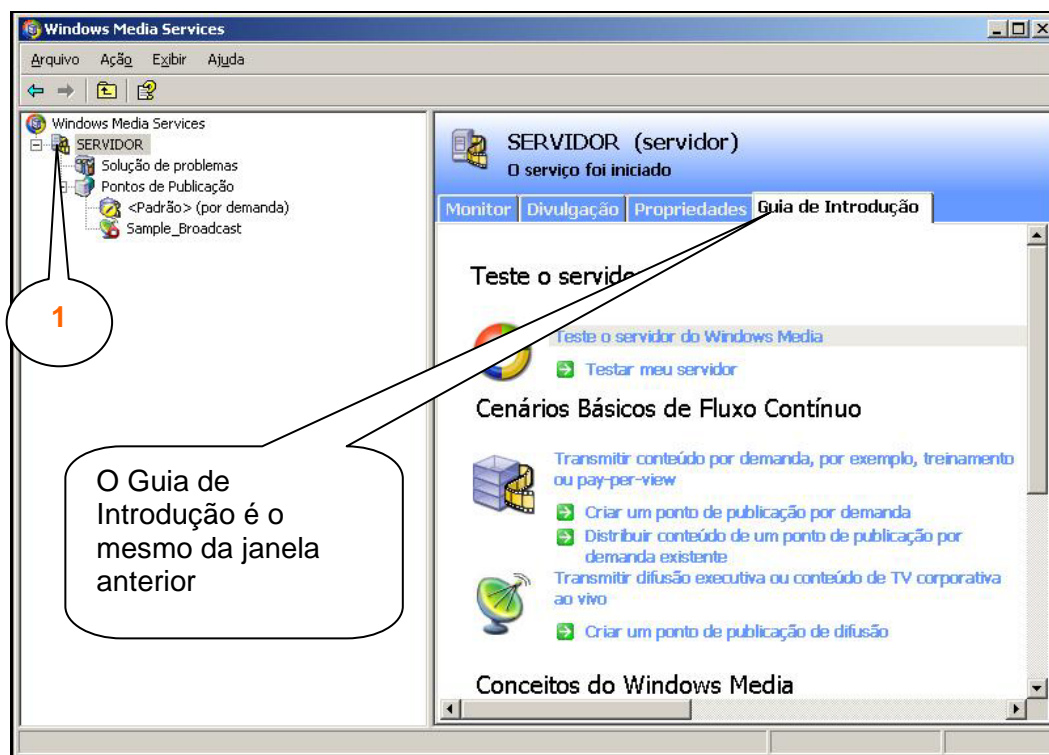 Windows Media Services
Arquivo Ação Exibir Ajuda
Windows Media Services
SERVIDOR
Solução de problemas
Pontos de Publicação
<Padrão> (por demanda)
Sample_Broadcast
1
SERVIDOR (servidor)
O serviço foi iniciado
Monitor Divulgação Propriedades Guia de Introdução
Teste o servidor
Teste o servidor do Windows Media
Testar meu servidor
Cenários Básicos de Fluxo Contínuo
Transmitir conteúdo por demanda, por exemplo, treinamento
ou pay-per-view
Criar um ponto de publicação por demanda
Distribuir conteúdo de um ponto de publicação por
demanda existente
Transmitir difusão executiva ou conteúdo de TV corporativa
ao vivo
Criar um ponto de publicação de difusão
Conceitos do Windows Media
O Guia de
Introdução é o
mesmo da janela
anterior